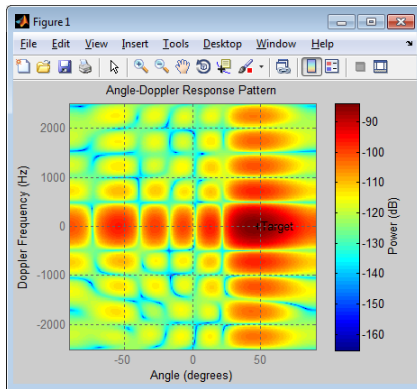 Figure 1
File Edit View Insert Tools Desktop Window Help
Angle-Doppler Response Pattern
Doppler Frequency (Hz)
2000
1000
0
-1000
-2000
Target
-50 0 50
Angle (degrees)
-90
-100
-110
-120
-130
-140
-150
-160
Power (dB)